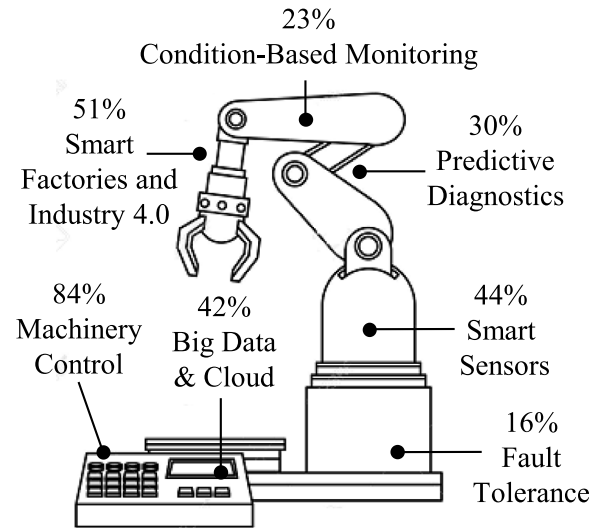 23%
Condition-Based Monitoring
51%
Smart
Factories and
Industry 4.0
30%
Predictive
Diagnostics
84%
Machinery
Control
42%
Big Data
& Cloud
44%
Smart
Sensors
16%
Fault
Tolerance